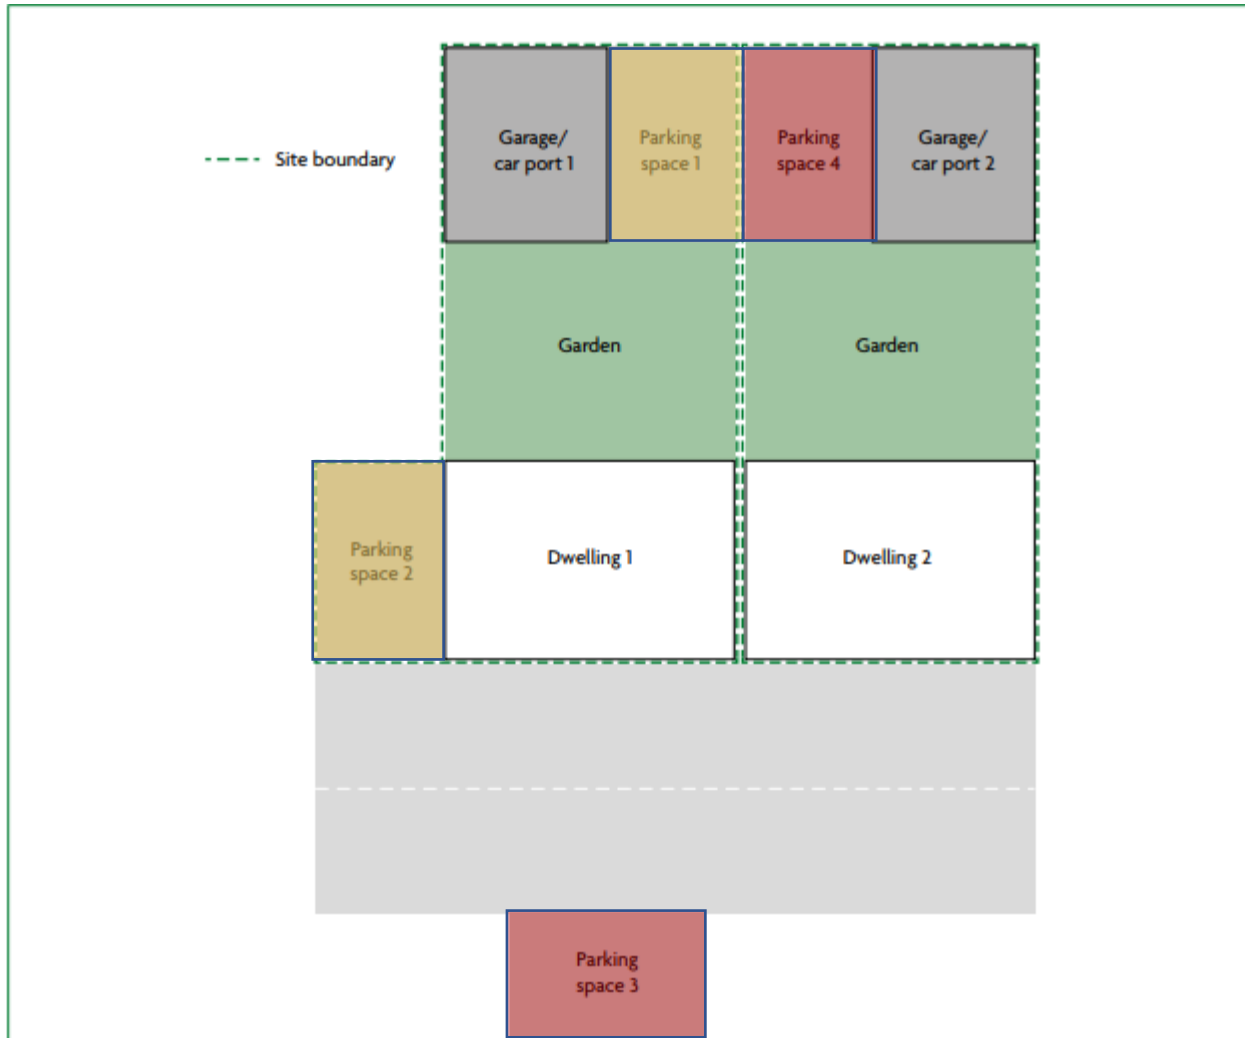 Site boundary
Garage/
car port 1
Parking
space 1
Parking
space 4
Garage/
car port 2
Garden
Garden
Parking
space 2
Dwelling 1
Dwelling 2
Parking
space 3